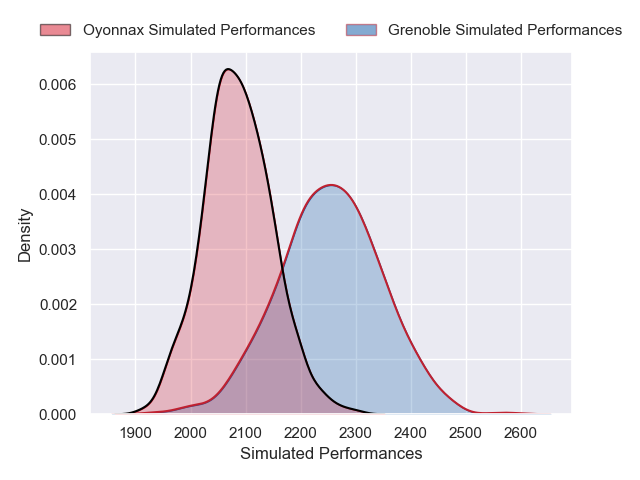 Oyonnax Simulated Performances Grenoble Simulated Performances
0.006
0.005
0.004
0.003
0.002
0.001
0.000
Density
1900 2000 2100 2200 2300 2400 2500 2600
Simulated Performances